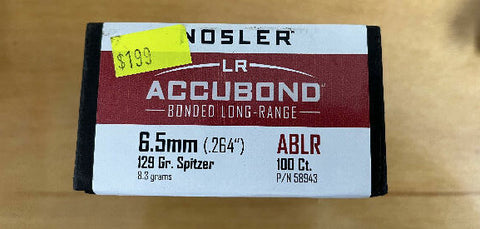 NOSLER
$199
LR
ACCUBOND
BONDED LONG-RANGE
6.5mm (.264") ABLR
129 Gr. Spitzer 100 Ct.
8.3 grams P/N 58943